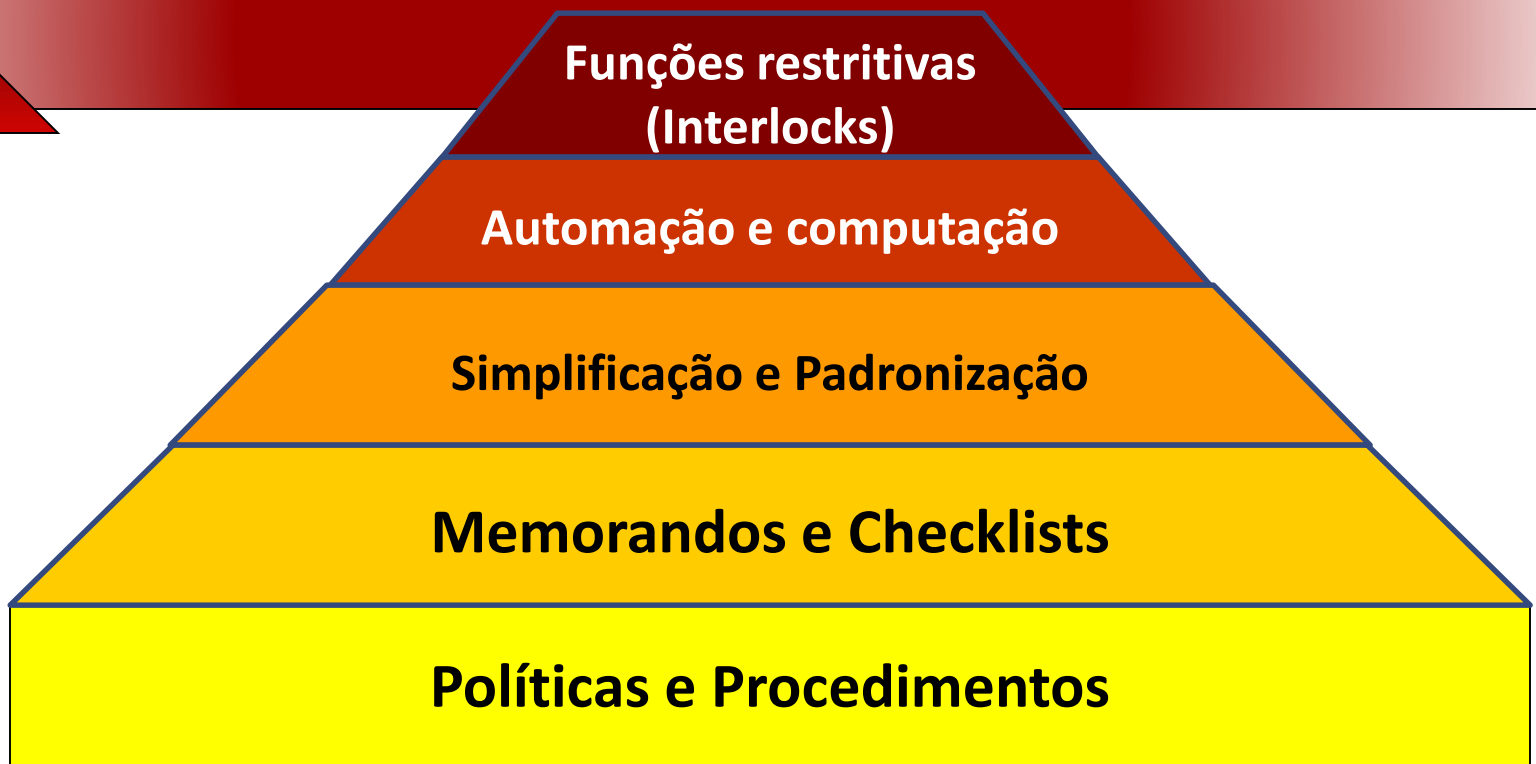 Funções restritivas
(Interlocks)
Automação e computação
Simplificação e Padronização
Memorandos e Checklists
Políticas e Procedimentos